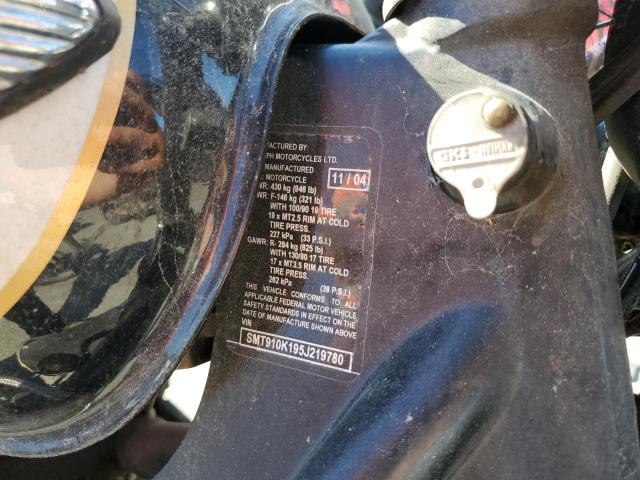 FACTURED BY:
PH MOTORCYCLES LTD.
MANUFACTURED 11 / 04
: MOTORCYCLE
WR: 430 kg (948 lb)
WR: F-146 kg (321 lb)
WITH 100/90 19 TIRE
19 x MT2.5 RIM AT COLD
TIRE PRESS.
227 kPa (33 P.S.I.)
GAWR: R- 284 kg (625 lb)
WITH 130/80 17 TIRE
17 x MT3.5 RIM AT COLD
TIRE PRESS.
262 kPa (38 P.S.I.)
THIS VEHICLE CONFORMS TO ALL
APPLICABLE FEDERAL MOTOR VEHICLE
SAFETY STANDARDS IN EFFECT ON THE
DATE OF MANUFACTURE SHOWN ABOVE
VIN
SMT910K195J219780